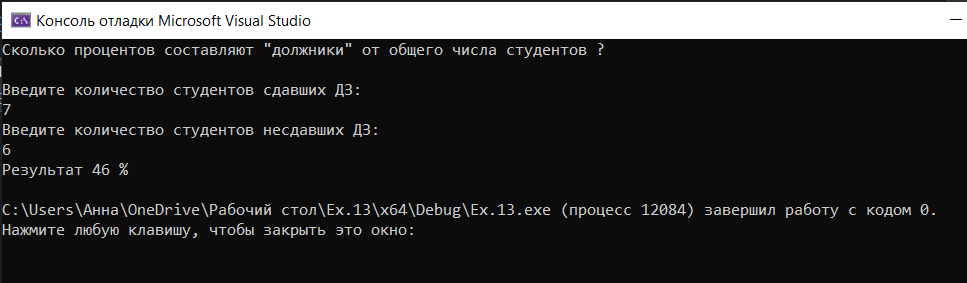 C:\ Консоль отладки Microsoft Visual Studio
Сколько процентов составляют "должники" от общего числа студентов ?
Введите количество студентов сдавших ДЗ:
7
Введите количество студентов несдавших ДЗ:
6
Результат 46 %
C:\Users\Анна\OneDrive\Рабочий стол\Ex.13\x64\Debug\Ex.13.exe (процесс 12084) завершил работу с кодом 0.
Нажмите любую клавишу, чтобы закрыть это окно: